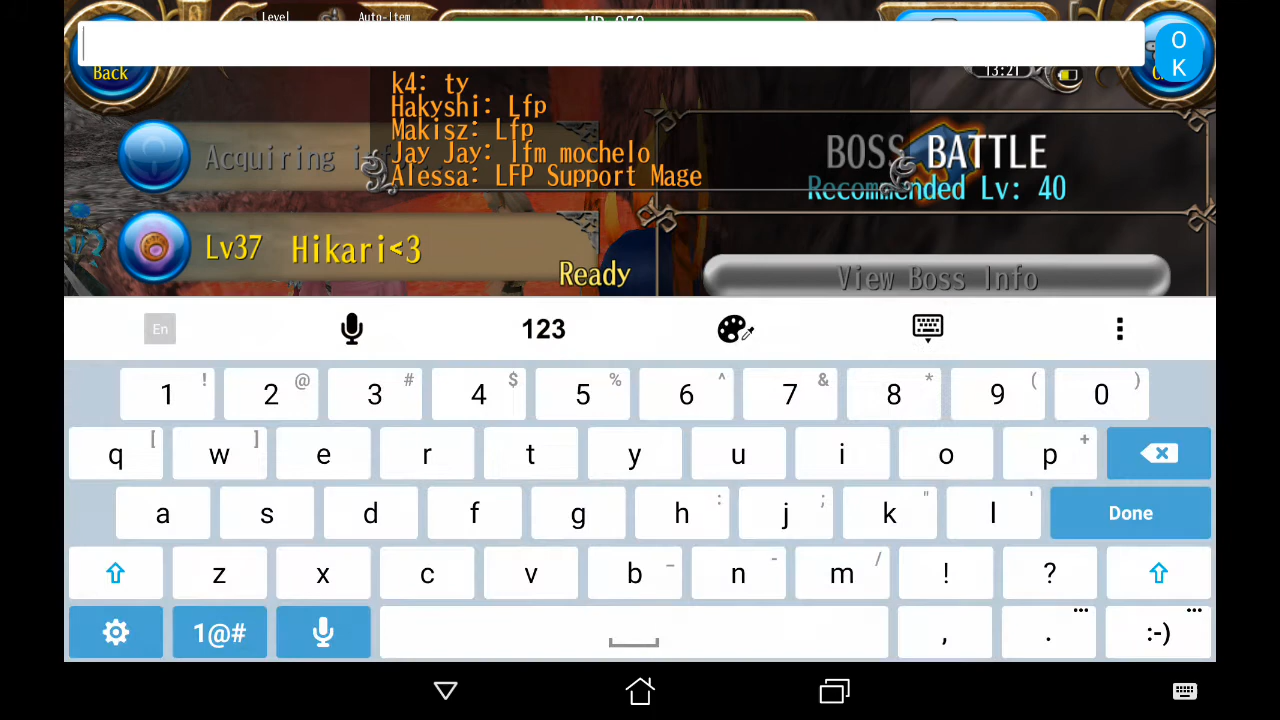 Level
Auto-Item
OK
Back
13:21
k4: ty
Hakyshi: Lfp
Makisz: Lfp
Jay Jay: lfm mochelo
Alessa: LFP Support Mage
Acquiring
BOSS BATTLE
Recommended Lv: 40
Lv37 Hikari<3
Ready
View Boss Info
En
123
1 ! 2 @ 3 # 4 $ 5 % 6 ^ 7 & 8 * 9 ( 0 )
q [ w ] e r t y u i o p +
a s d f g h : j ; k " l ' Done
z x c v b _ n - m / ! ?
1@# , . ... :-) ...